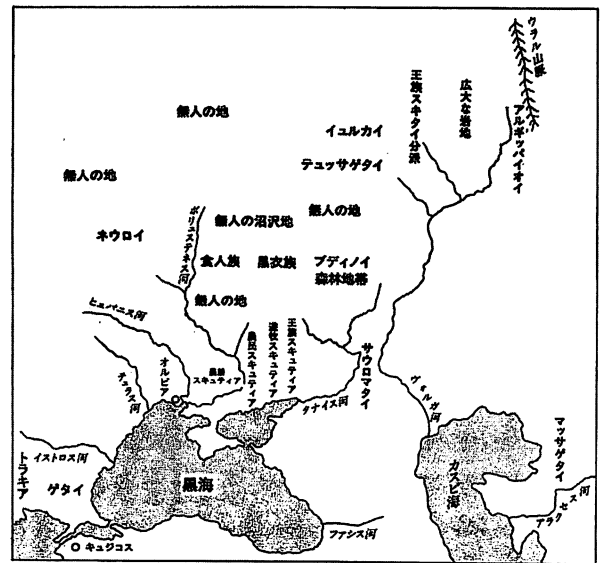 ウラル山脈
王族スキタイ分派
広大な岩地
アルギッパイオイ
無人の地
イュルカイ
テュッサゲタイ
無人の地
ボリュステネス河
無人の沼沢地
無人の地
ネウロイ
食人族
黒衣族
ブディノイ
森林地帯
無人の地
ヒュパニス河
テュラス河
オルビア
農耕
スキュティア
農民スキュティア
遊牧スキュティア
王族スキュティア
サウロマタイ
タナイス河
ヴォルガ河
マッサゲタイ
トラキア
イストロス河
ゲタイ
黒海
カスピ海
アラクセス河
ファシス河
キュジコス